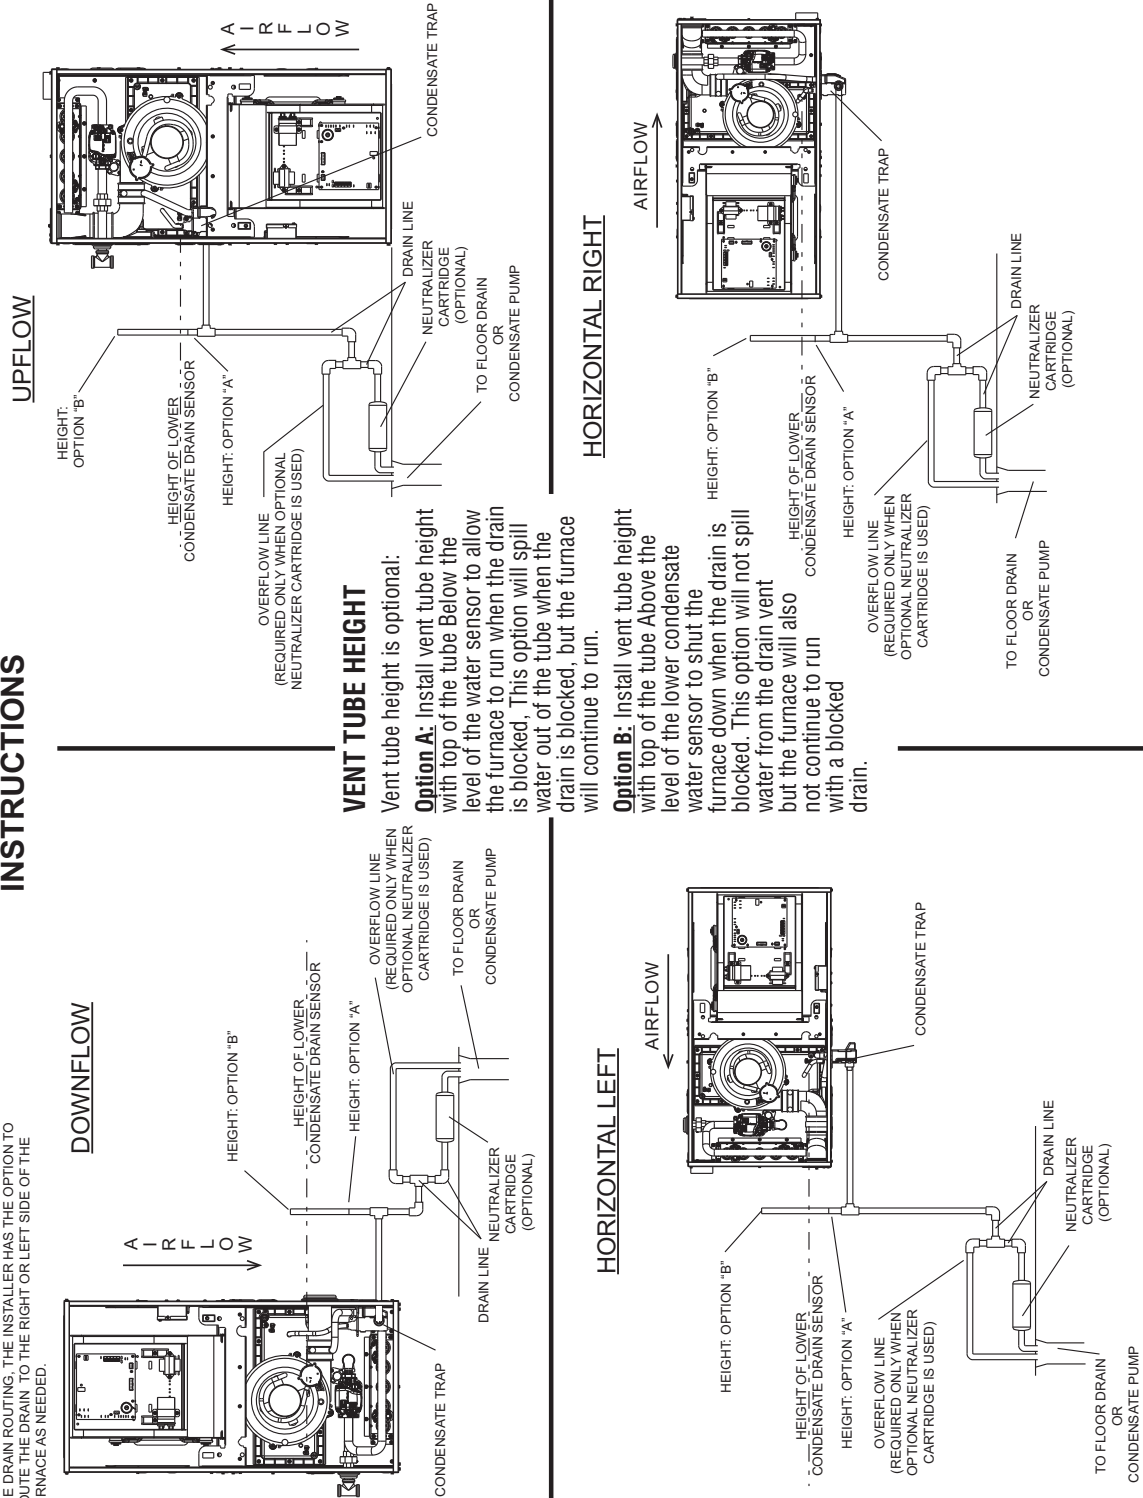 INSTRUCTIONS
E DRAIN ROUTING, THE INSTALLER HAS THE OPTION TO
UTE THE DRAIN TO THE RIGHT OR LEFT SIDE OF THE
RNACE AS NEEDED.
DOWNFLOW
AIRFLOW
HEIGHT: OPTION "B"
HEIGHT OF LOWER
CONDENSATE DRAIN SENSOR
HEIGHT: OPTION "A"
OVERFLOW LINE
(REQUIRED ONLY WHEN
OPTIONAL NEUTRALIZER
CARTRIDGE IS USED)
TO FLOOR DRAIN
OR
CONDENSATE PUMP
CONDENSATE TRAP
DRAIN LINE
NEUTRALIZER
CARTRIDGE
(OPTIONAL)
UPFLOW
AIRFLOW
HEIGHT:
OPTION "B"
HEIGHT OF LOWER
CONDENSATE DRAIN SENSOR
HEIGHT: OPTION "A"
OVERFLOW LINE
(REQUIRED ONLY WHEN OPTIONAL
NEUTRALIZER CARTRIDGE IS USED)
CONDENSATE TRAP
DRAIN LINE
NEUTRALIZER
CARTRIDGE
(OPTIONAL)
TO FLOOR DRAIN
OR
CONDENSATE PUMP
VENT TUBE HEIGHT
Vent tube height is optional:
Option A: Install vent tube height
with top of the tube Below the
level of the water sensor to allow
the furnace to run when the drain
is blocked, This option will spill
water out of the tube when the
drain is blocked, but the furnace
will continue to run.
Option B: Install vent tube height
with top of the tube Above the
level of the lower condensate
water sensor to shut the
furnace down when the drain is
blocked. This option will not spill
water from the drain vent
but the furnace will also
not continue to run
with a blocked
drain.
HORIZONTAL LEFT
AIRFLOW
HEIGHT: OPTION "B"
HEIGHT OF LOWER
CONDENSATE DRAIN SENSOR
HEIGHT: OPTION "A"
OVERFLOW LINE
(REQUIRED ONLY WHEN
OPTIONAL NEUTRALIZER
CARTRIDGE IS USED)
CONDENSATE TRAP
DRAIN LINE
NEUTRALIZER
CARTRIDGE
(OPTIONAL)
TO FLOOR DRAIN
OR
CONDENSATE PUMP
HORIZONTAL RIGHT
AIRFLOW
HEIGHT: OPTION "B"
HEIGHT OF LOWER
CONDENSATE DRAIN SENSOR
HEIGHT: OPTION "A"
OVERFLOW LINE
(REQUIRED ONLY WHEN
OPTIONAL NEUTRALIZER
CARTRIDGE IS USED)
CONDENSATE TRAP
DRAIN LINE
NEUTRALIZER
CARTRIDGE
(OPTIONAL)
TO FLOOR DRAIN
OR
CONDENSATE PUMP